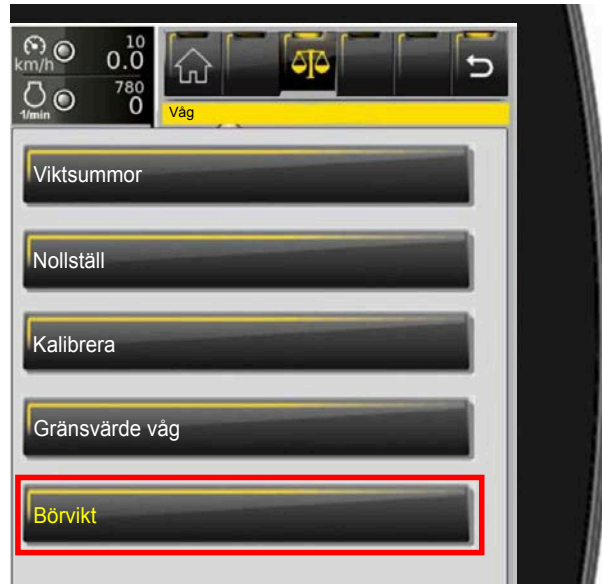 km/h
10
0.0
1/min
780
0
Våg
Viktsummor
Nollställ
Kalibrera
Gränsvärde våg
Börvikt